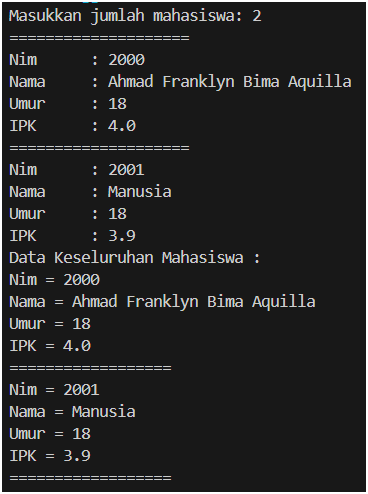 Masukkan jumlah mahasiswa: 2
====================
Nim      : 2000
Nama     : Ahmad Franklyn Bima Aquilla
Umur     : 18
IPK      : 4.0
====================
Nim      : 2001
Nama     : Manusia
Umur     : 18
IPK      : 3.9
Data Keseluruhan Mahasiswa :
Nim = 2000
Nama = Ahmad Franklyn Bima Aquilla
Umur = 18
IPK = 4.0
==================
Nim = 2001
Nama = Manusia
Umur = 18
IPK = 3.9
==================